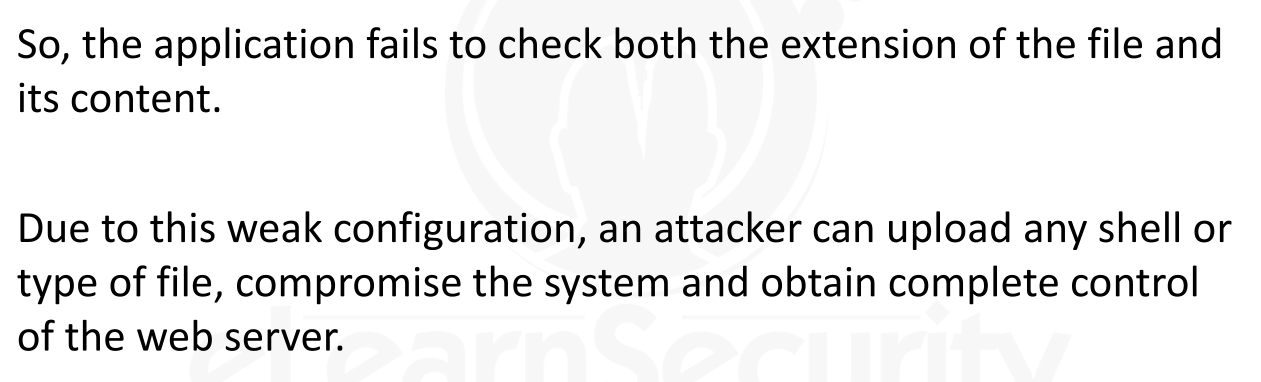 So, the application fails to check both the extension of the file and
its content.
Due to this weak configuration, an attacker can upload any shell or
type of file, compromise the system and obtain complete control
of the web server.
eLearnSecurity